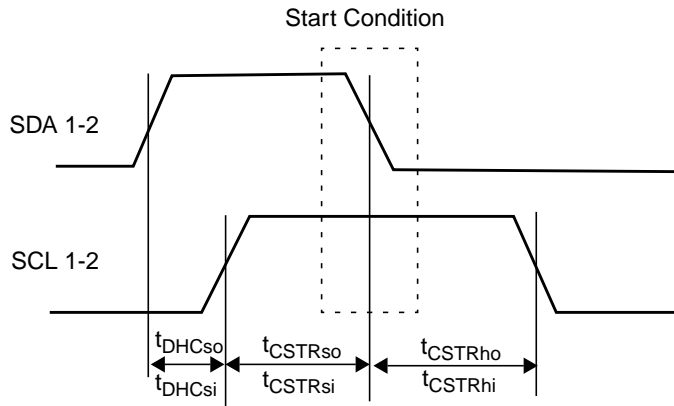 Start Condition
SDA 1-2
SCL 1-2
tDHCso tCSTRso tCSTRho
tDHCsi tCSTRsi tCSTRhi